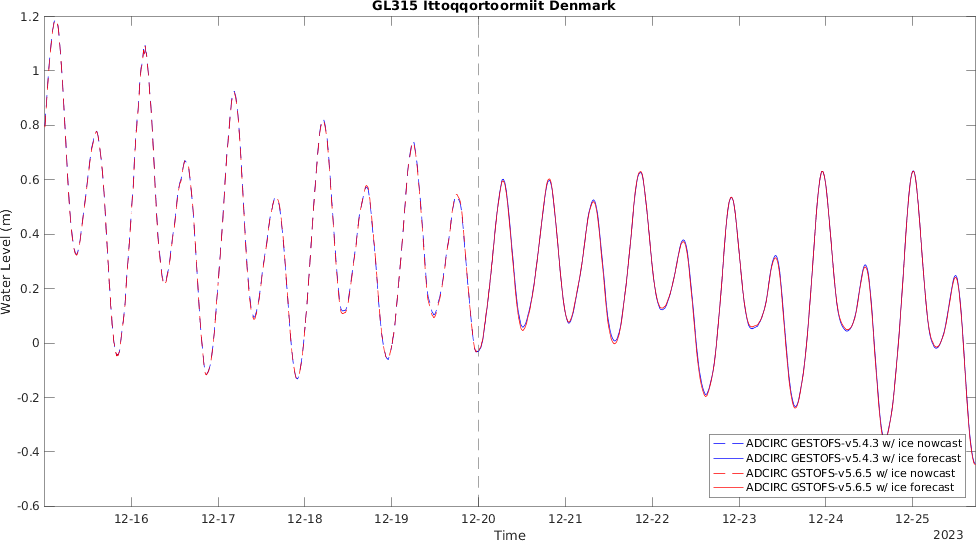 GL315 Ittoqqortoormiit Denmark
1.2
1
0.8
0.6
0.4
0.2
0
-0.2
-0.4
-0.6
Water Level (m)
12-16 12-17 12-18 12-19 12-20 12-21 12-22 12-23 12-24 12-25
Time
2023
ADCIRC GESTOFS-v5.4.3 w/ ice nowcast
ADCIRC GESTOFS-v5.4.3 w/ ice forecast
ADCIRC GSTOFS-v5.6.5 w/ ice nowcast
ADCIRC GSTOFS-v5.6.5 w/ ice forecast